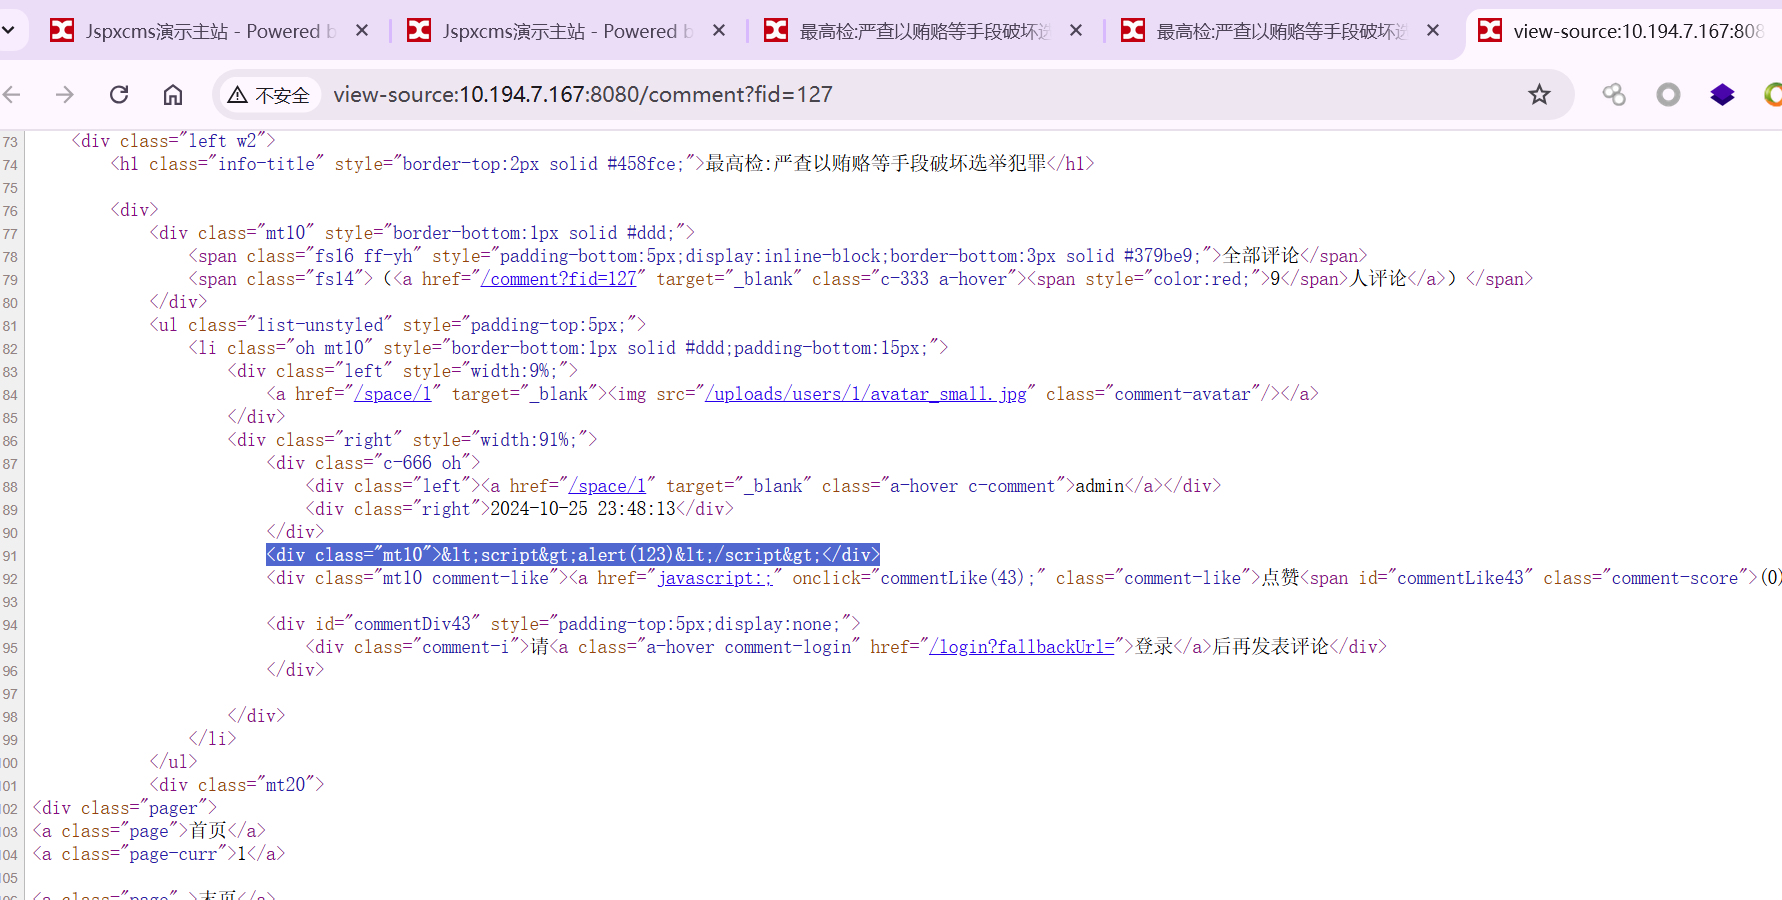 Jspxcms演示主站 - Powered b
Jspxcms演示主站 - Powered b
最高检:严查以贿赂等手段破坏选
最高检:严查以贿赂等手段破坏选
view-source:10.194.7.167:808
不安全
view-source:10.194.7.167:8080/comment?fid=127
73 <div class="left w2">
74 <h1 class="info-title" style="border-top:2px solid #458fce;">最高检:严查以贿赂等手段破坏选举犯罪</h1>
75
76 <div>
77 <div class="mt10" style="border-bottom:1px solid #ddd;">
78 <span class="fs16 ff-yh" style="padding-bottom:5px;display:inline-block;border-bottom:3px solid #379be9;">全部评论</span>
79 <span class="fs14">（<a href="/comment?fid=127" target="_blank" class="c-333 a-hover"><span style="color:red;">9</span>人评论</a>）</span>
80 </div>
81 <ul class="list-unstyled" style="padding-top:5px;">
82 <li class="oh mt10" style="border-bottom:1px solid #ddd;padding-bottom:15px;">
83 <div class="left" style="width:9%;">
84 <a href="/space/1" target="_blank"><img src="/uploads/users/1/avatar_small.jpg" class="comment-avatar"/></a>
85 </div>
86 <div class="right" style="width:91%;">
87 <div class="c-666 oh">
88 <div class="left"><a href="/space/1" target="_blank" class="a-hover c-comment">admin</a></div>
89 <div class="right">2024-10-25 23:48:13</div>
90 </div>
91 <div class="mt10">&lt;script&gt;alert(123)&lt;/script&gt;</div>
92 <div class="mt10 comment-like"><a href="javascript:;" onclick="commentLike(43);" class="comment-like">点赞<span id="commentLike43" class="comment-score">(0)
93
94 <div id="commentDiv43" style="padding-top:5px;display:none;">
95 <div class="comment-i">请<a class="a-hover comment-login" href="/login?fallbackUrl=">登录</a>后再发表评论</div>
96 </div>
97
98 </div>
99 </li>
100 </ul>
101 <div class="mt20">
102 <div class="pager">
103 <a class="page">首页</a>
104 <a class="page-curr">1</a>
105
106 <a class="page" >末页</a>